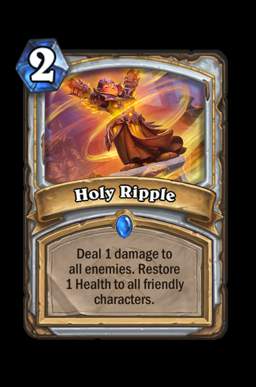 2
Holy Ripple
Deal 1 damage to
all enemies. Restore
1 Health to all friendly
characters.